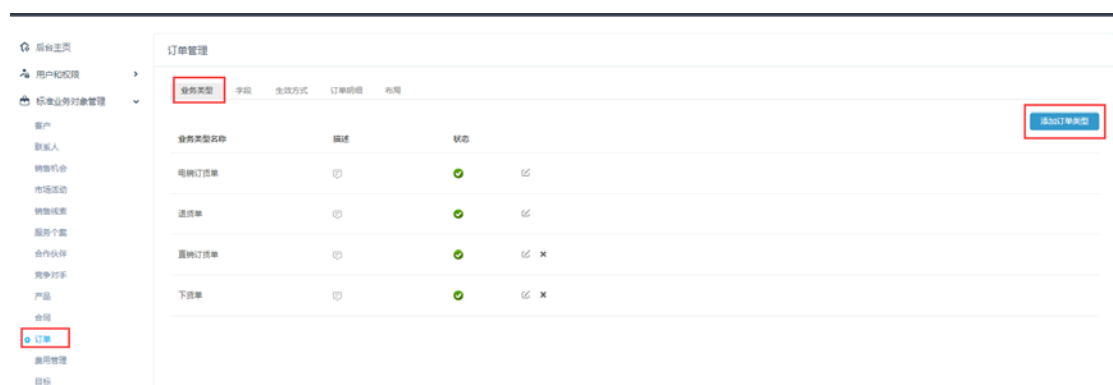 后台主页
用户和权限
标准业务对象管理
客户
联系人
销售机会
市场活动
销售线索
服务个案
合作伙伴
竞争对手
产品
合同
订单
费用管理
目标
订单管理
业务类型 字段 生效方式 订单明细 布局
添加订单类型
业务类型名称 描述 状态
电销订货单
退货单
直销订货单
下货单